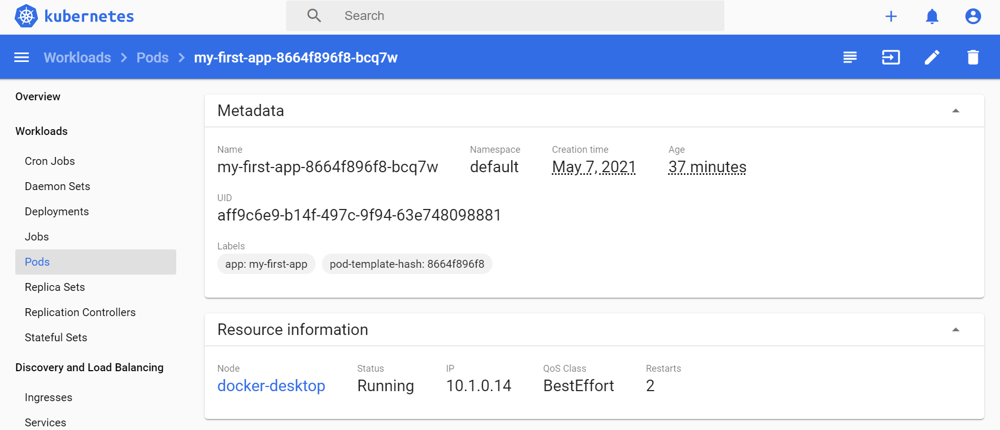 kubernetes
Search
Workloads > Pods > my-first-app-8664f896f8-bcq7w
Overview
Workloads
Cron Jobs
Daemon Sets
Deployments
Jobs
Pods
Replica Sets
Replication Controllers
Stateful Sets
Discovery and Load Balancing
Ingresses
Services
Metadata
Name Namespace Creation time Age
my-first-app-8664f896f8-bcq7w default May 7, 2021 37 minutes
UID
aff9c6e9-b14f-497c-9f94-63e748098881
Labels
app: my-first-app pod-template-hash: 8664f896f8
Resource information
Node Status IP QoS Class Restarts
docker-desktop Running 10.1.0.14 BestEffort 2